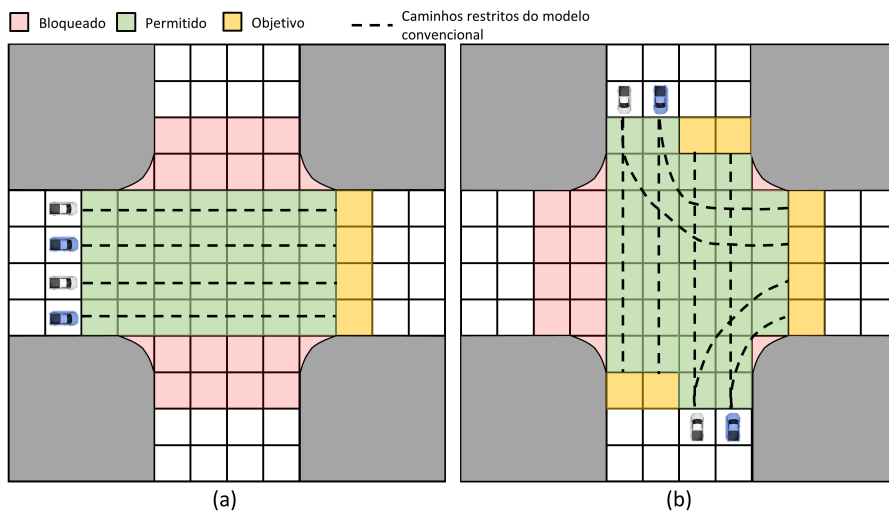 Bloqueado
Permitido
Objetivo
Caminhos restritos do modelo
convencional
(a)
(b)